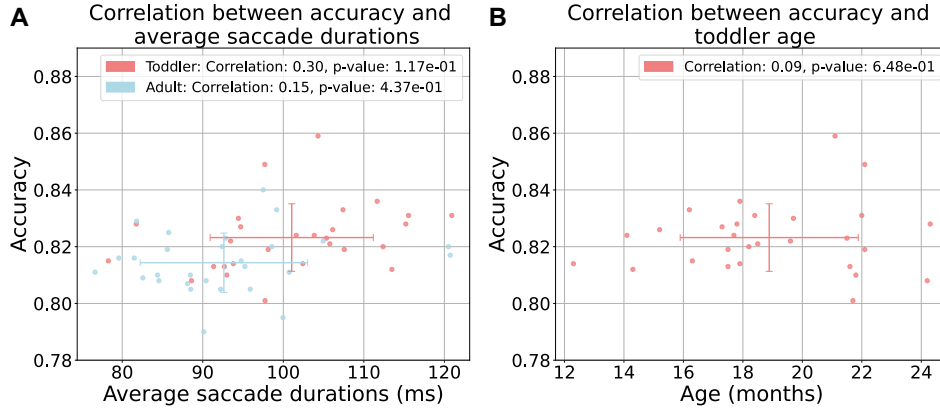 A
Correlation between accuracy and
average saccade durations
Toddler: Correlation: 0.30, p-value: 1.17e-01
Adult: Correlation: 0.15, p-value: 4.37e-01
Accuracy
0.88
0.86
0.84
0.82
0.80
0.78
80 90 100 110 120
Average saccade durations (ms)
B
Correlation between accuracy and
toddler age
Correlation: 0.09, p-value: 6.48e-01
Accuracy
0.88
0.86
0.84
0.82
0.80
0.78
12 14 16 18 20 22 24
Age (months)